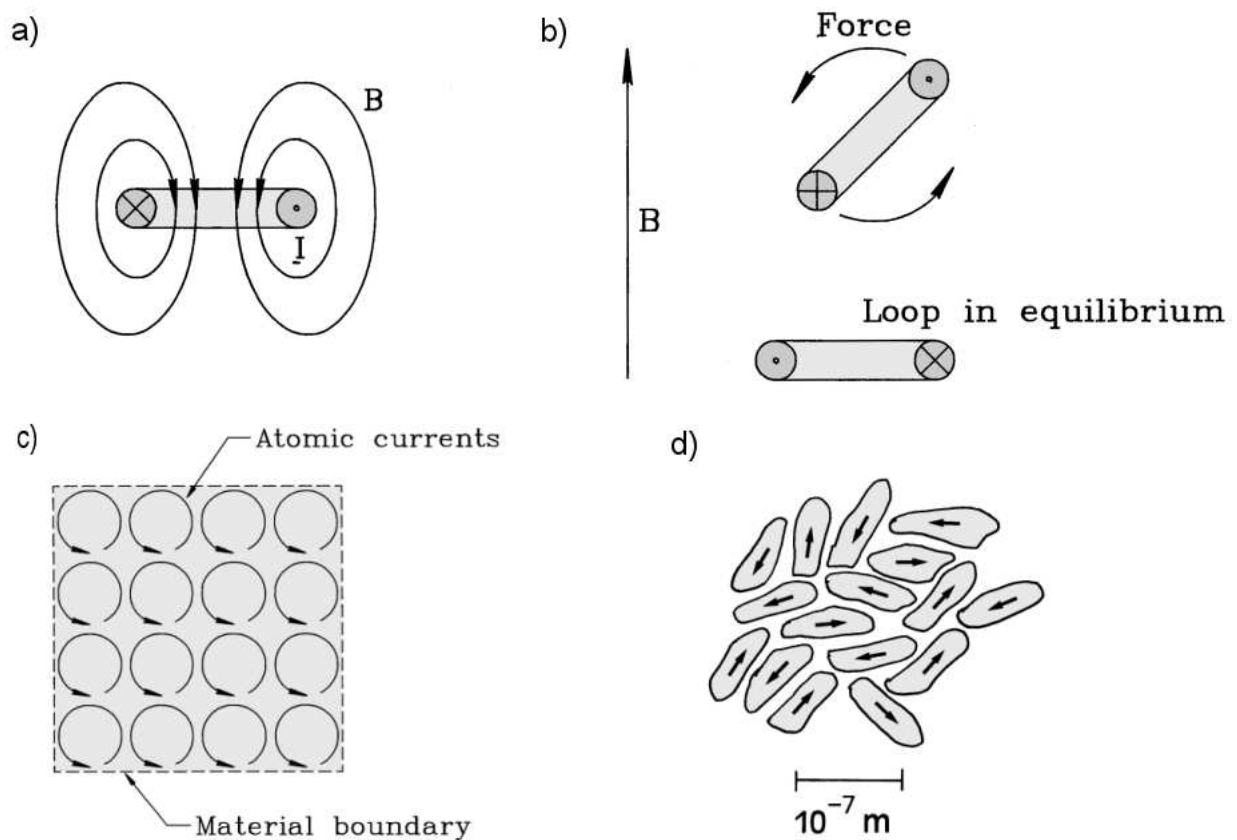 a)
B
I
b)
Force
B
Loop in equilibrium
c)
Atomic currents
Material boundary
d)
10⁻⁷ m